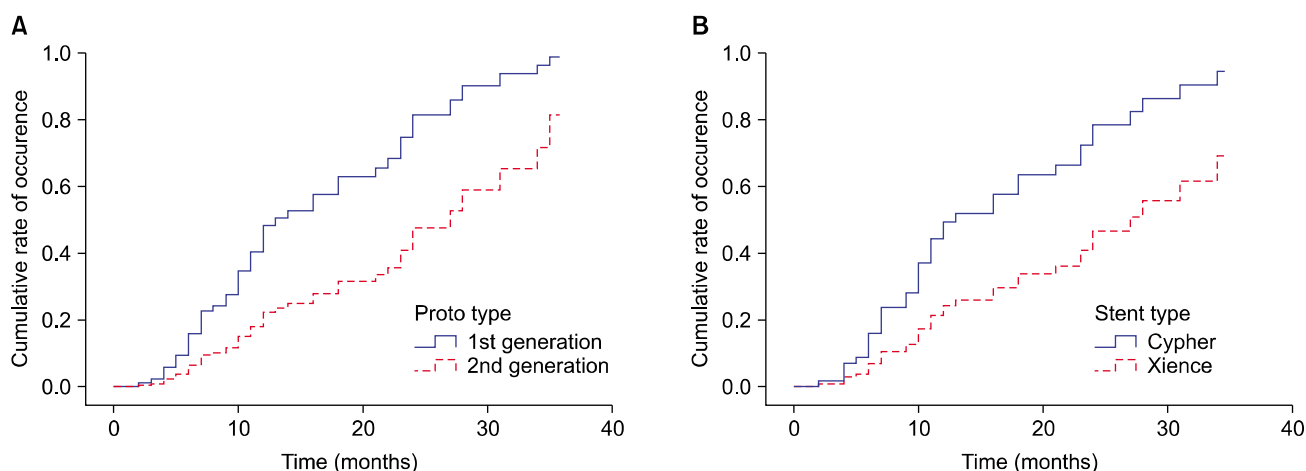 A
Cumulative rate of occurence
1.0
0.8
0.6
0.4
0.2
0.0
Proto type
1st generation
2nd generation
0 10 20 30 40
Time (months)
B
Cumulative rate of occurence
1.0
0.8
0.6
0.4
0.2
0.0
Stent type
Cypher
Xience
0 10 20 30 40
Time (months)